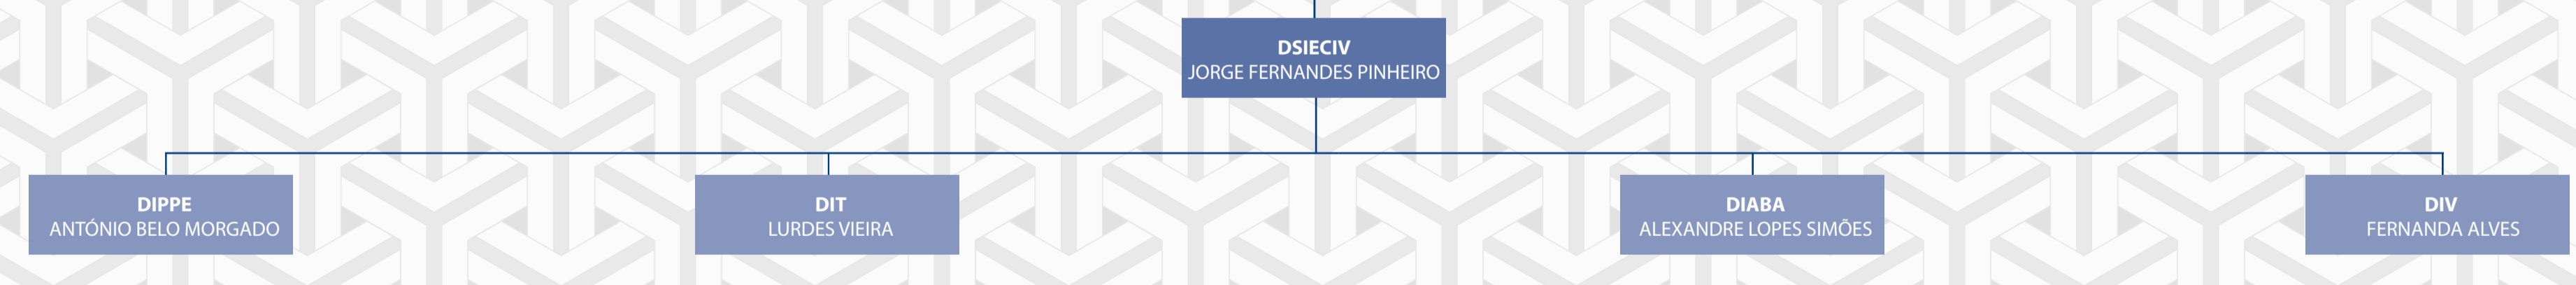 DSIECIV
JORGE FERNANDES PINHEIRO
DIPPE
ANTÓNIO BELO MORGADO
DIT
LURDES VIEIRA
DIABA
ALEXANDRE LOPES SIMÕES
DIV
FERNANDA ALVES